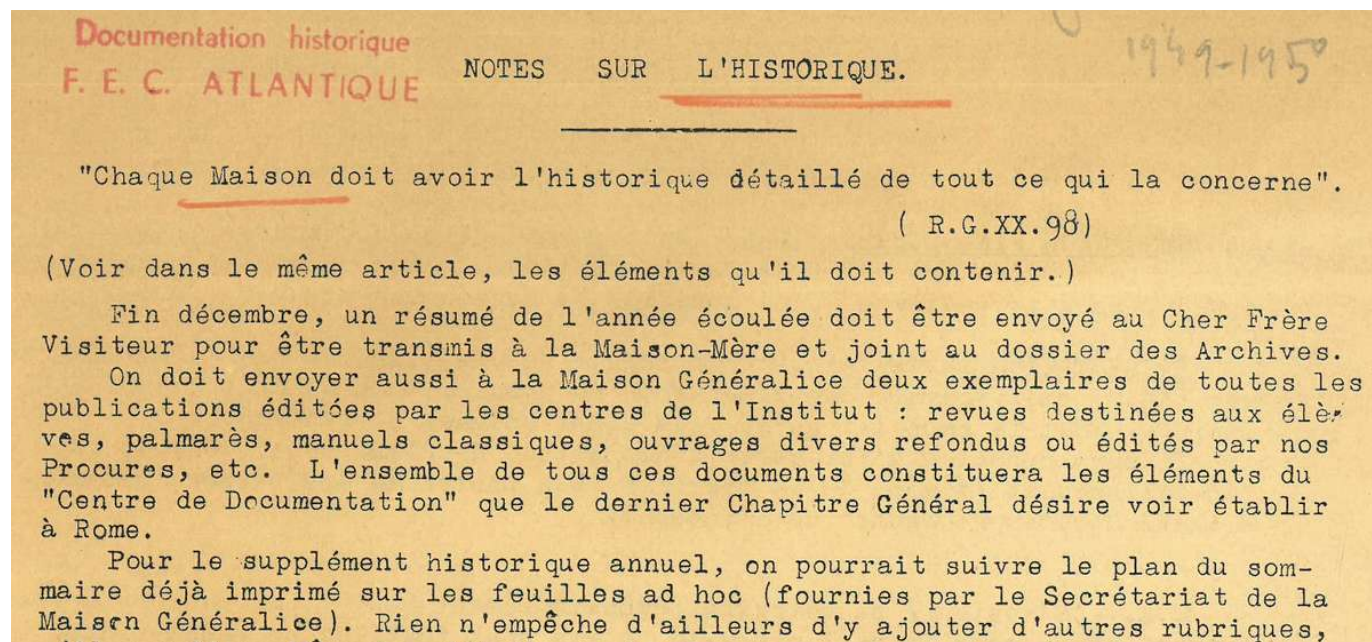 Documentation historique
F. E. C. ATLANTIQUE
1949-1950
NOTES SUR L'HISTORIQUE.
"Chaque Maison doit avoir l'historique détaillé de tout ce qui la concerne".
( R.G.XX.98)
(Voir dans le même article, les éléments qu'il doit contenir.)
Fin décembre, un résumé de l'année écoulée doit être envoyé au Cher Frère
Visiteur pour être transmis à la Maison-Mère et joint au dossier des Archives.
On doit envoyer aussi à la Maison Généralice deux exemplaires de toutes les
publications éditées par les centres de l'Institut : revues destinées aux élè-
ves, palmarès, manuels classiques, ouvrages divers refondus ou édités par nos
Procures, etc. L'ensemble de tous ces documents constituera les éléments du
"Centre de Documentation" que le dernier Chapitre Général désire voir établir
à Rome.
Pour le supplément historique annuel, on pourrait suivre le plan du som-
maire déjà imprimé sur les feuilles ad hoc (fournies par le Secrétariat de la
Maison Généralice). Rien n'empêche d'ailleurs d'y ajouter d'autres rubriques,